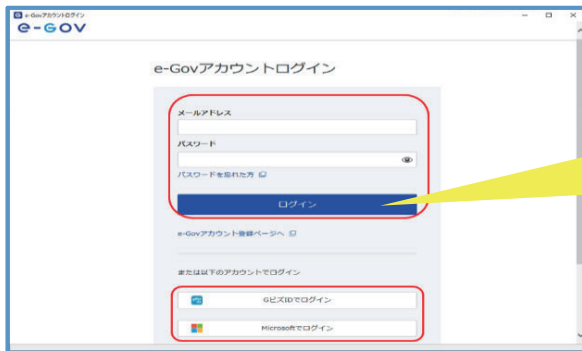 e-Govアカウントログイン
e-GOV
e-Govアカウントログイン
メールアドレス
パスワード
パスワードを忘れた方
ログイン
e-Govアカウント登録ページへ
または以下のアカウントでログイン
GビズIDでログイン
Microsoftでログイン